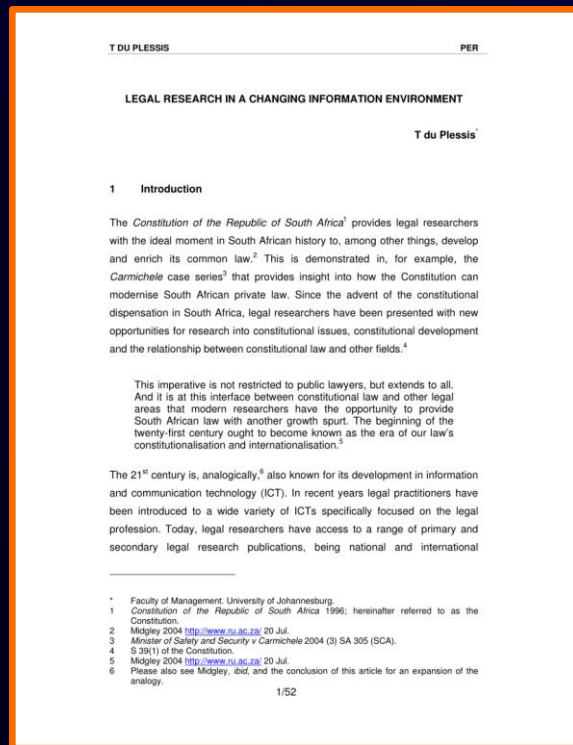 T DU PLESSIS PER
LEGAL RESEARCH IN A CHANGING INFORMATION ENVIRONMENT
T du Plessis*
1 Introduction
The Constitution of the Republic of South Africa1 provides legal researchers
with the ideal moment in South African history to, among other things, develop
and enrich its common law.2 This is demonstrated in, for example, the
Carmichele case series3 that provides insight into how the Constitution can
modernise South African private law. Since the advent of the constitutional
dispensation in South Africa, legal researchers have been presented with new
opportunities for research into constitutional issues, constitutional development
and the relationship between constitutional law and other fields.4
This imperative is not restricted to public lawyers, but extends to all.
And it is at this interface between constitutional law and other legal
areas that modern researchers have the opportunity to provide
South African law with another growth spurt. The beginning of the
twenty-first century ought to become known as the era of our law's
constitutionalisation and internationalisation.5
The 21st century is, analogically,6 also known for its development in information
and communication technology (ICT). In recent years legal practitioners have
been introduced to a wide variety of ICTs specifically focused on the legal
profession. Today, legal researchers have access to a range of primary and
secondary legal research publications, being national and international
* Faculty of Management. University of Johannesburg.
1 Constitution of the Republic of South Africa 1996; hereinafter referred to as the
Constitution.
2 Midgley 2004 http://www.ru.ac.za/ 20 Jul.
3 Minister of Safety and Security v Carmichele 2004 (3) SA 305 (SCA).
4 S 39(1) of the Constitution.
5 Midgley 2004 http://www.ru.ac.za/ 20 Jul.
6 Please also see Midgley, ibid, and the conclusion of this article for an expansion of the
analogy.
1/52